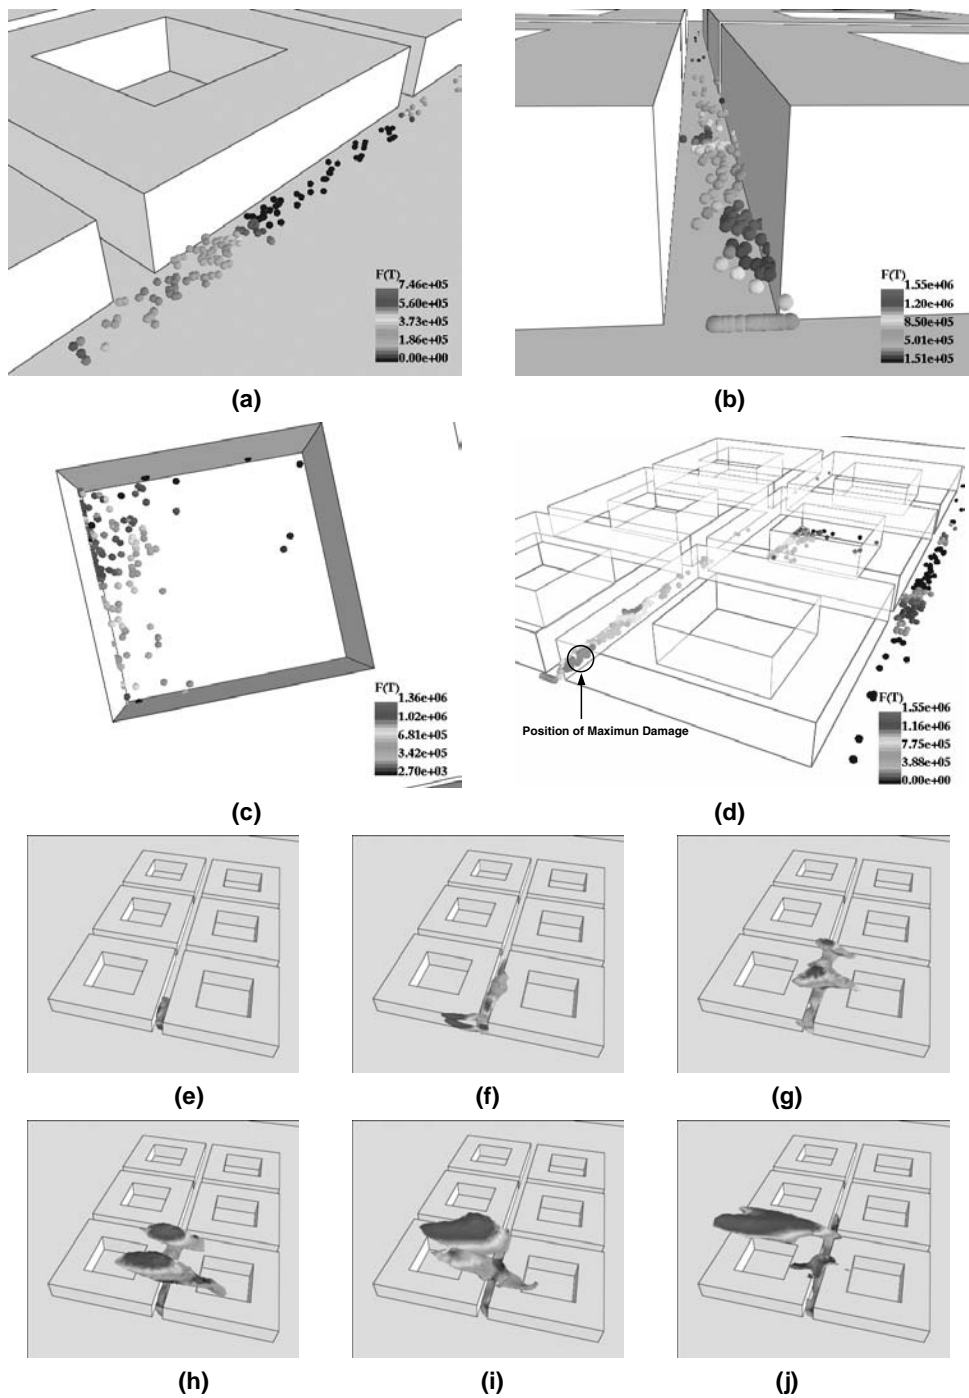 F(T)
7.46e+05
5.60e+05
3.73e+05
1.86e+05
0.00e+00
(a)
F(T)
1.55e+06
1.20e+06
8.50e+05
5.01e+05
1.51e+05
(b)
F(T)
1.36e+06
1.02e+06
6.81e+05
3.42e+05
2.70e+03
(c)
Position of Maximun Damage
F(T)
1.55e+06
1.16e+06
7.75e+05
3.88e+05
0.00e+00
(d)
(e)
(f)
(g)
(h)
(i)
(j)